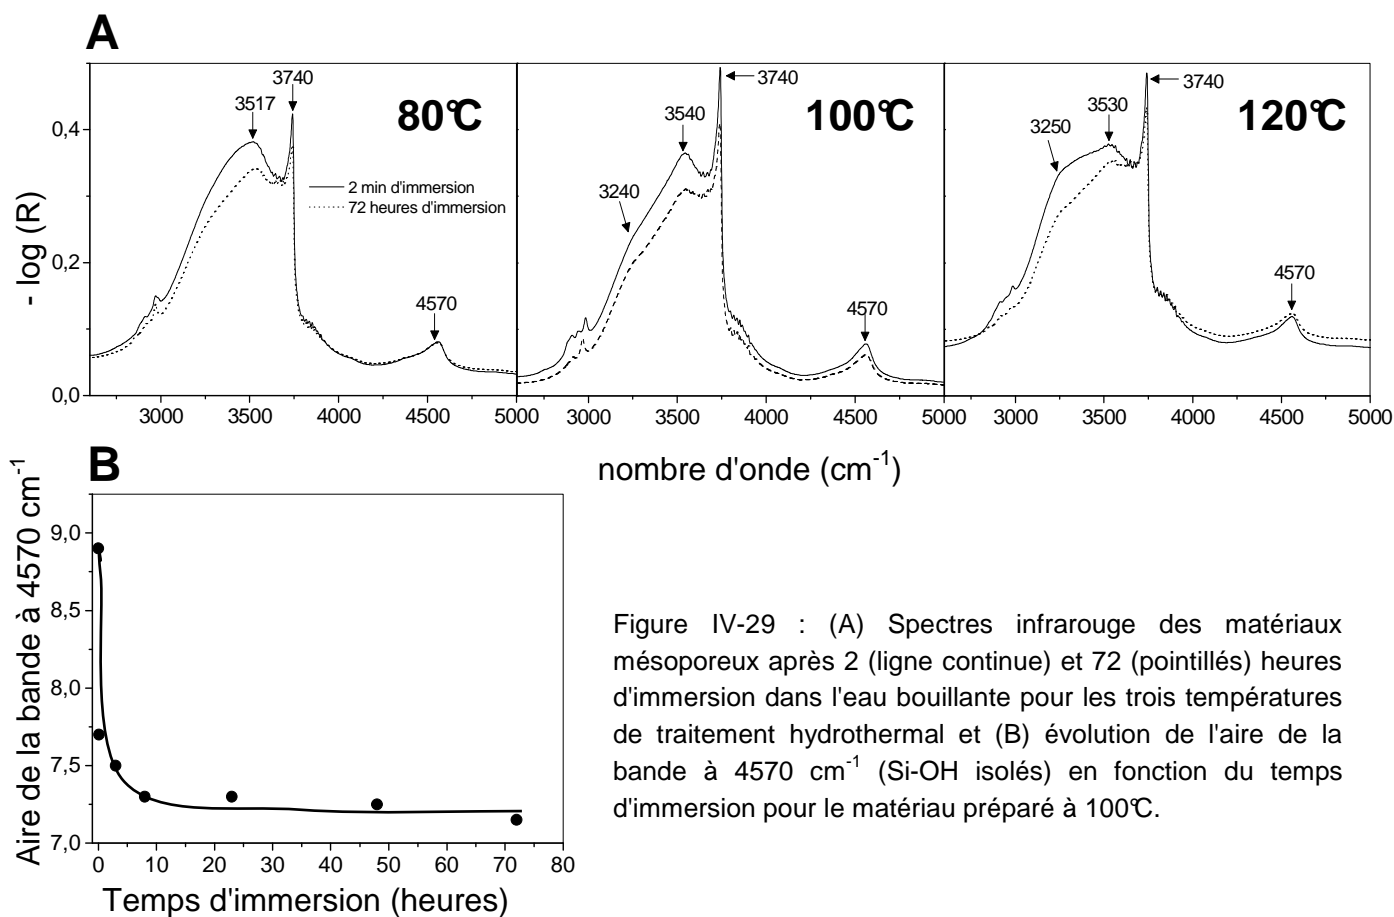 A
80°C
100°C
120°C
3517
3740
4570
2 min d'immersion
72 heures d'immersion
3240
3540
3740
4570
3250
3530
3740
4570
- log (R)
0,4
0,2
0,0
3000 3500 4000 4500 5000
3000 3500 4000 4500 5000
3000 3500 4000 4500 5000
nombre d'onde (cm-1)
B
Aire de la bande à 4570 cm-1
9,0
8,5
8,0
7,5
7,0
0 10 20 30 40 50 60 70 80
Temps d'immersion (heures)
Figure IV-29 : (A) Spectres infrarouge des matériaux
mésoporeux après 2 (ligne continue) et 72 (pointillés) heures
d'immersion dans l'eau bouillante pour les trois températures
de traitement hydrothermal et (B) évolution de l'aire de la
bande à 4570 cm-1 (Si-OH isolés) en fonction du temps
d'immersion pour le matériau préparé à 100°C.